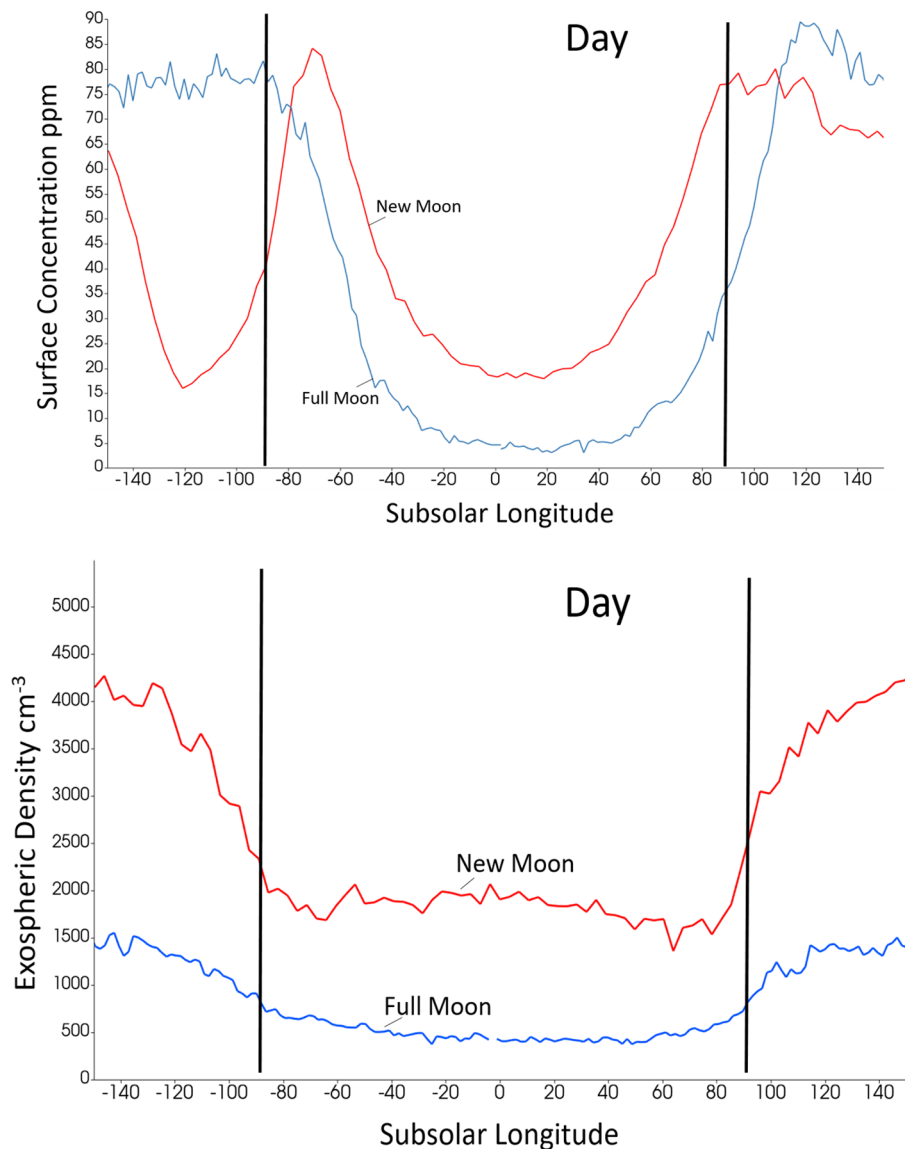 Day
Surface Concentration ppm
90
85
80
75
70
65
60
55
50
45
40
35
30
25
20
15
10
5
0
New Moon
Full Moon
-140 -120 -100 -80 -60 -40 -20 0 20 40 60 80 100 120 140
Subsolar Longitude
Day
Exospheric Density cm-3
5000
4500
4000
3500
3000
2500
2000
1500
1000
500
0
New Moon
Full Moon
-140 -120 -100 -80 -60 -40 -20 0 20 40 60 80 100 120 140
Subsolar Longitude